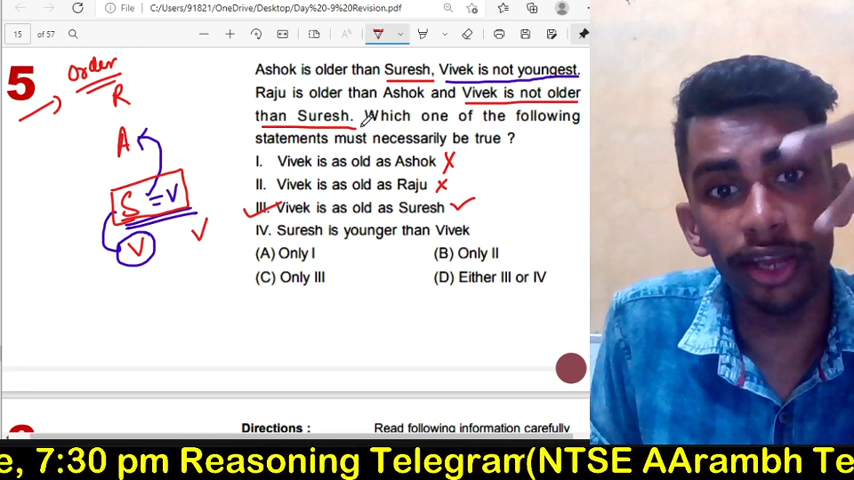 C:/Users/91821/OneDrive/Desktop/Day%20-9%20Revision.pdf
15 of 57
5
order
R
A
S = V
V
V
Ashok is older than Suresh, Vivek is not youngest.
Raju is older than Ashok and Vivek is not older
than Suresh. Which one of the following
statements must necessarily be true ?
I. Vivek is as old as Ashok
II. Vivek is as old as Raju
III. Vivek is as old as Suresh
IV. Suresh is younger than Vivek
(A) Only I (B) Only II
(C) Only III (D) Either III or IV
Directions : Read following information carefully
e, 7:30 pm Reasoning Telegram(NTSE AArambh Te